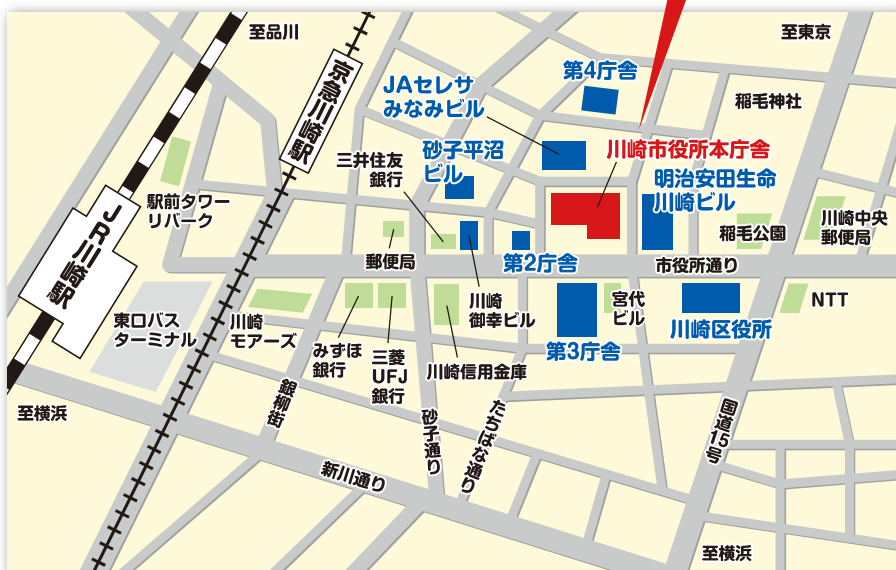 至品川
至東京
京急川崎駅
JAセレサ
みなみビル
第4庁舎
稲毛神社
三井住友
銀行
砂子平沼
ビル
川崎市役所本庁舎
明治安田生命
川崎ビル
駅前タワー
リバーク
JR川崎駅
稲毛公園
川崎中央
郵便局
郵便局
第2庁舎
市役所通り
東口バス
ターミナル
川崎
モアーズ
川崎
御幸ビル
宮代
ビル
NTT
みずほ
銀行
三菱
UFJ
銀行
川崎信用金庫
第3庁舎
川崎区役所
至横浜
銀柳街
砂子通り
たちばな通り
国道15号
新川通り
至横浜